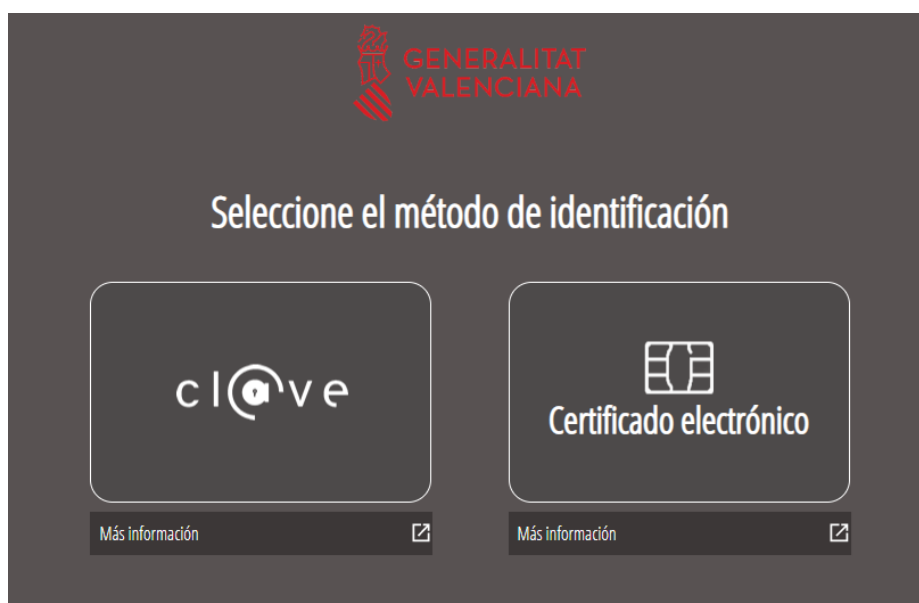 GENERALITAT
VALENCIANA
Seleccione el método de identificación
cl@ve
Certificado electrónico
Más información
Más información